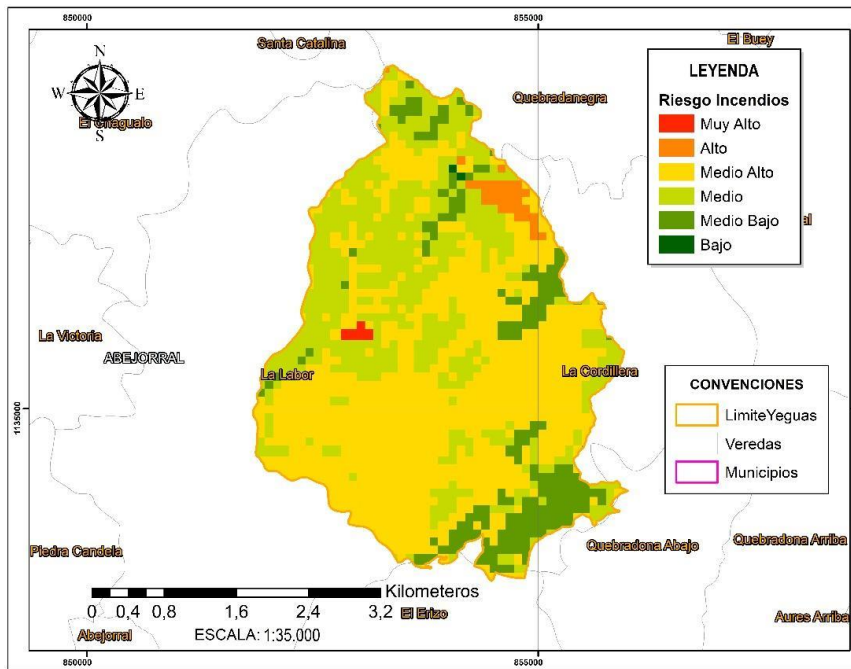 850000
855000
Santa Catalina
El Buey
N
W
E
S
El Chagualo
Quebradanegra
LEYENDA
Riesgo Incendios
Muy Alto
Alto
Medio Alto
Medio
Medio Bajo
Bajo
La Victoria
ABEJORRAL
La Labor
La Cordillera
1135000
1135000
CONVENCIONES
LimiteYeguas
Veredas
Municipios
Piedra Candela
Quebradona Abajo
Quebradona Arriba
Kilometeros
0 0,4 0,8 1,6 2,4 3,2
El Erizo
ESCALA: 1:35.000
Abejorral
Aures Arriba
850000
855000